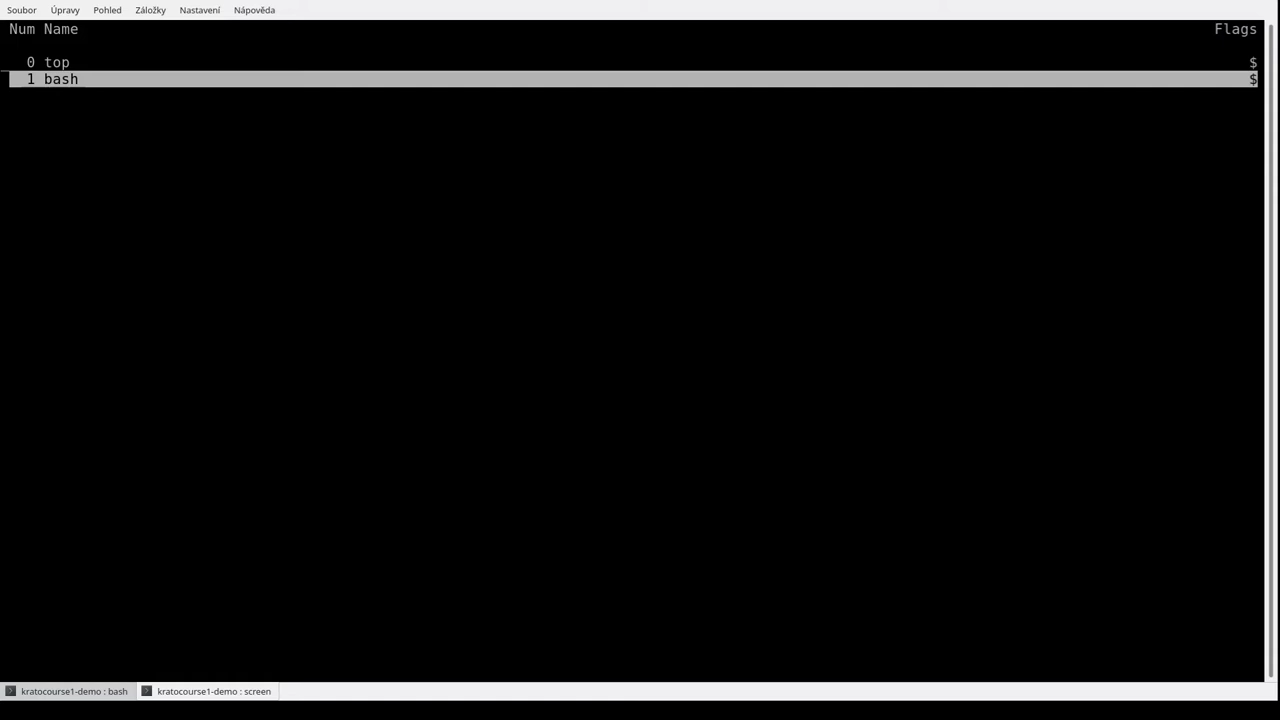 Soubor Úpravy Pohled Záložky Nastavení Nápověda
Num Name Flags
0 top $
1 bash $
kratocourse1-demo : bash kratocourse1-demo : screen